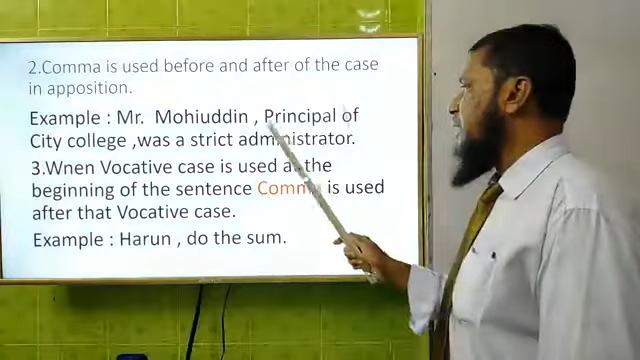 2.Comma is used before and after of the case
in apposition.
Example : Mr. Mohiuddin , Principal of
City college ,was a strict administrator.
3.Wnen Vocative case is used at the
beginning of the sentence Comma is used
after that Vocative case.
Example : Harun , do the sum.